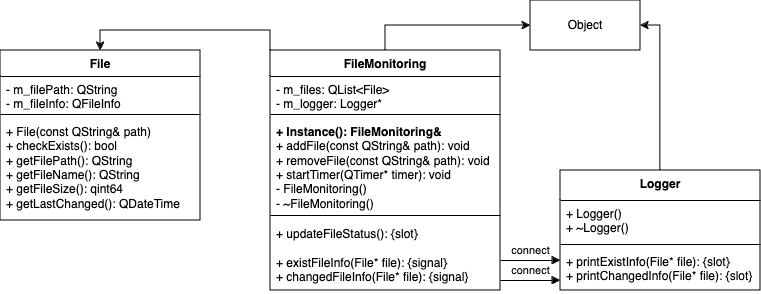 Object
File
- m_filePath: QString
- m_fileInfo: QFileInfo
+ File(const QString& path)
+ checkExists(): bool
+ getFilePath(): QString
+ getFileName(): QString
+ getFileSize(): qint64
+ getLastChanged(): QDateTime
FileMonitoring
- m_files: QList<File>
- m_logger: Logger*
+ Instance(): FileMonitoring&
+ addFile(const QString& path): void
+ removeFile(const QString& path): void
+ startTimer(QTimer* timer): void
- FileMonitoring()
- ~FileMonitoring()
+ updateFileStatus(): {slot}
+ existFileInfo(File* file): {signal}
+ changedFileInfo(File* file): {signal}
connect
connect
Logger
+ Logger()
+ ~Logger()
+ printExistInfo(File* file): {slot}
+ printChangedInfo(File* file): {slot}